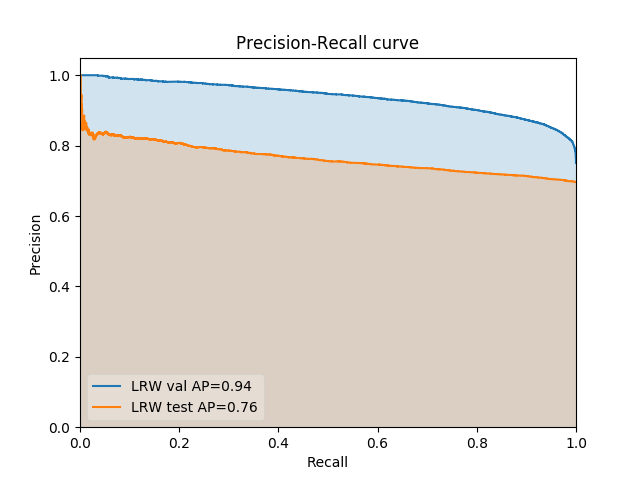 Precision-Recall curve
1.0
0.8
0.6
0.4
0.2
0.0
Precision
LRW val AP=0.94
LRW test AP=0.76
0.0 0.2 0.4 0.6 0.8 1.0
Recall